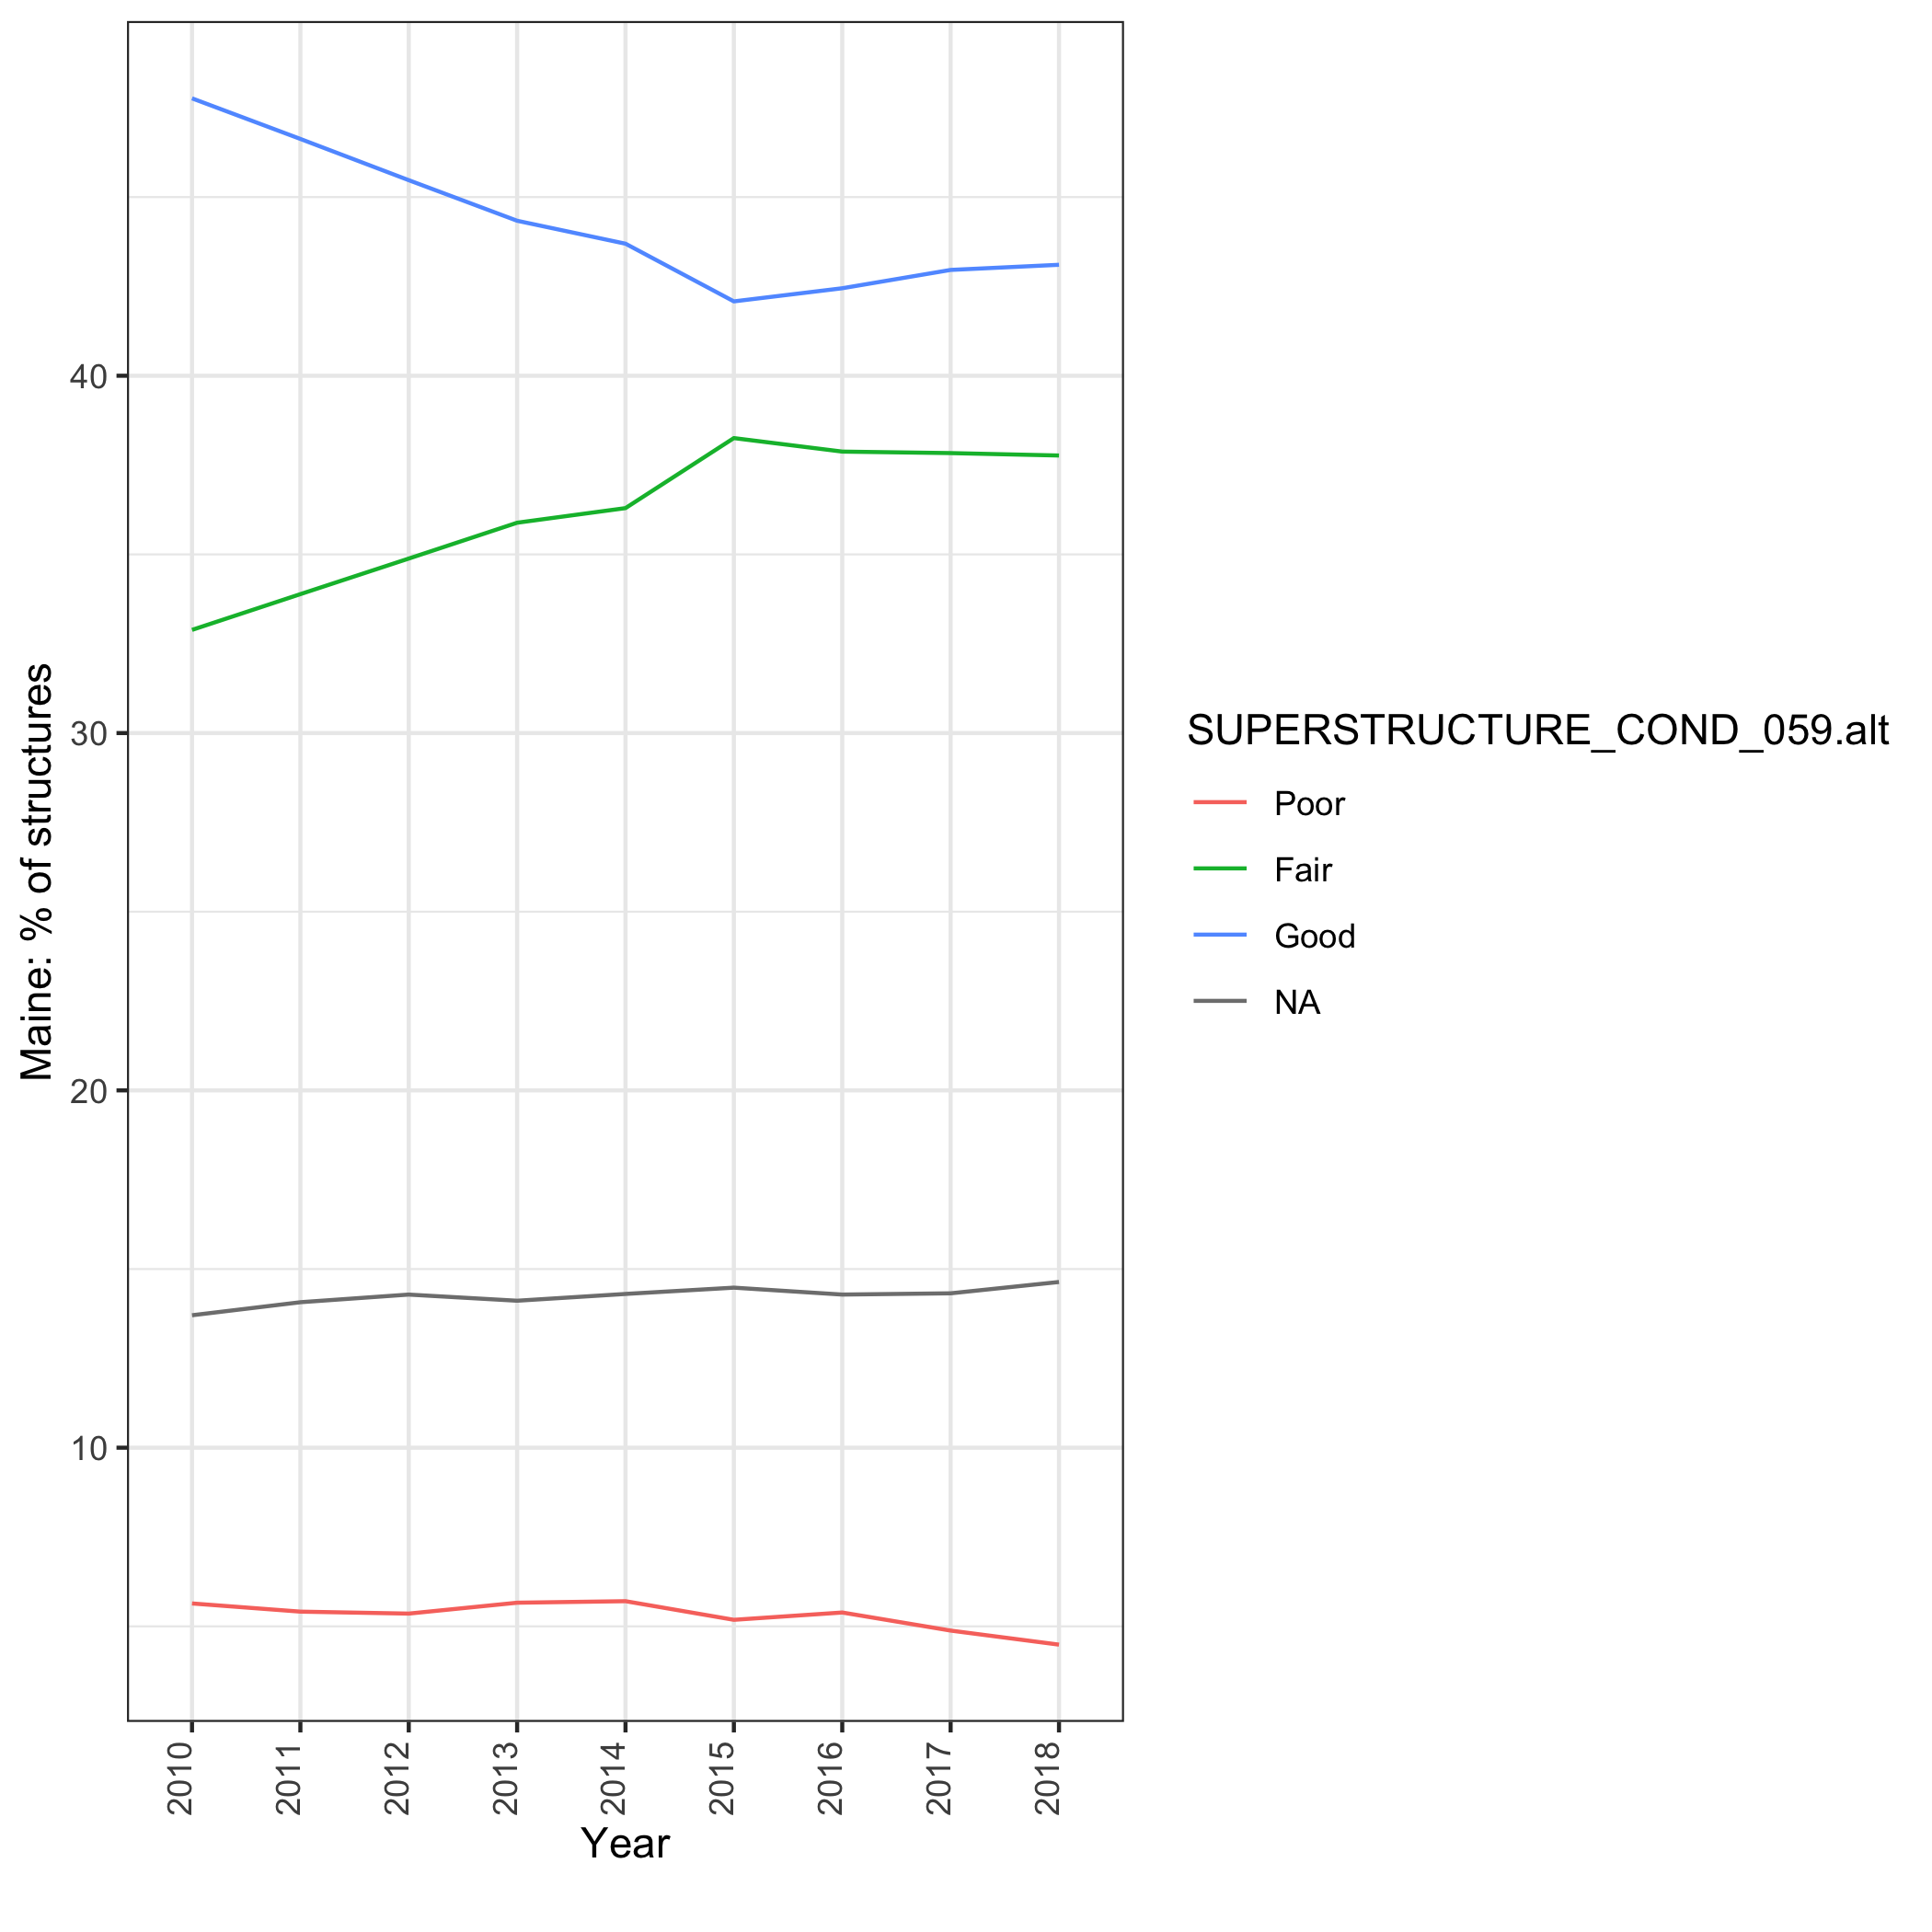 Maine: % of structures
40
30
20
10
2010
2011
2012
2013
2014
2015
2016
2017
2018
Year
SUPERSTRUCTURE_COND_059.alt
Poor
Fair
Good
NA